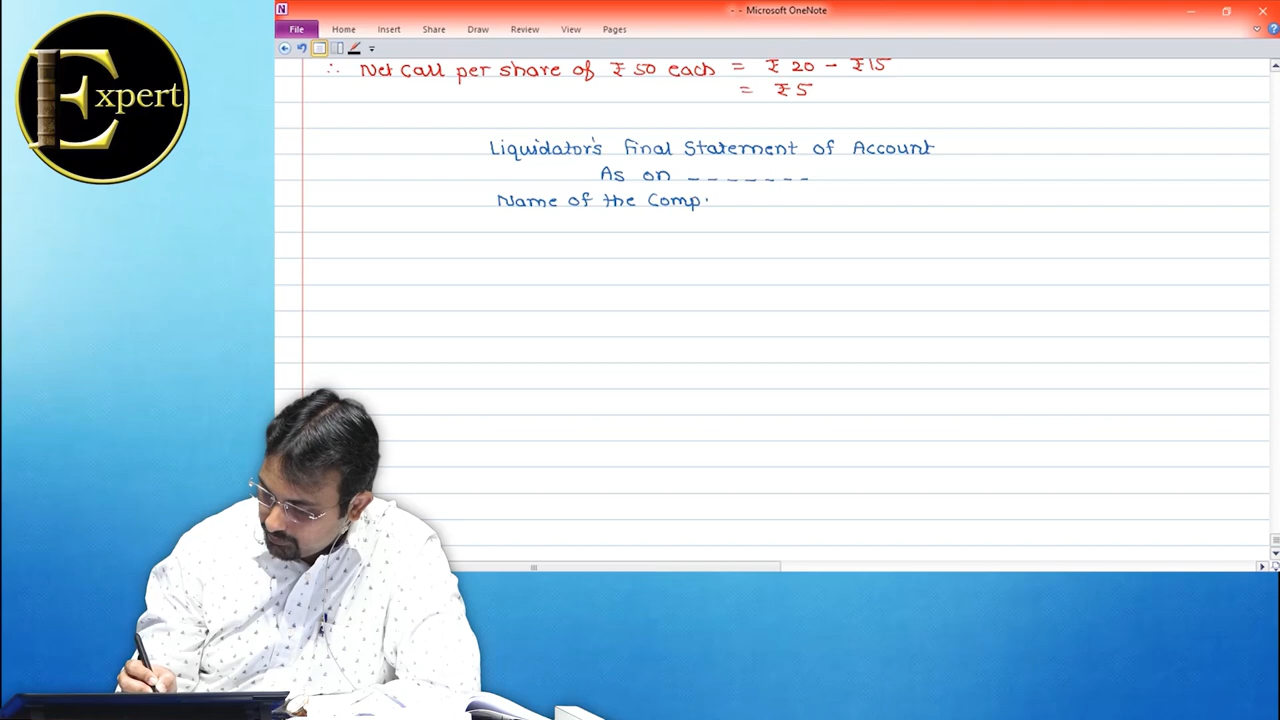 Expert
- - Microsoft OneNote
File Home Insert Share Draw Review View Pages
∴ Net Call per share of ₹ 50 each = ₹ 20 - ₹ 15
= ₹ 5
Liquidator's Final Statement of Account
As on - - - - - - -
Name of the Comp.